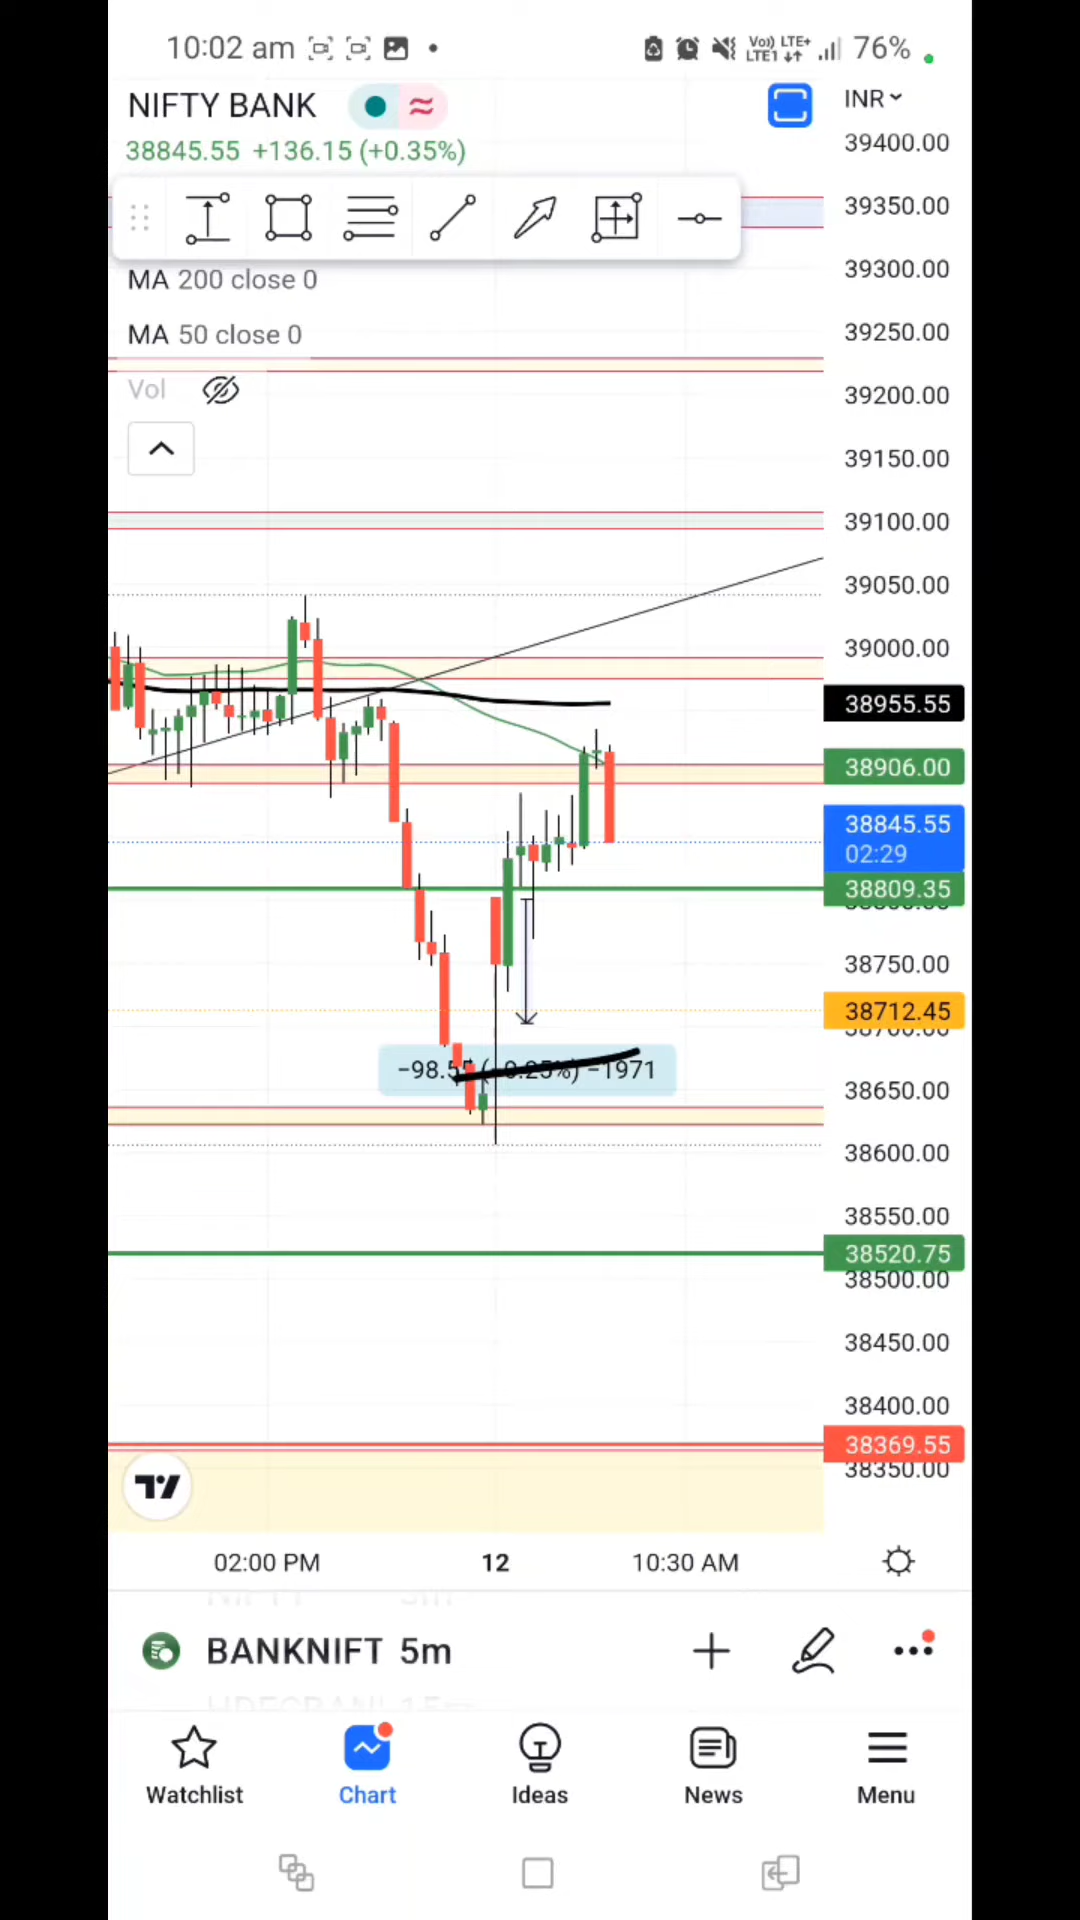 10:02 am
Vo)) LTE+
LTE1
76%
NIFTY BANK
INR
38845.55 +136.15 (+0.35%)
39400.00
39350.00
39300.00
MA 200 close 0
39250.00
MA 50 close 0
Vol
39200.00
39150.00
39100.00
39050.00
39000.00
38955.55
38906.00
38845.55
02:29
38809.35
38750.00
38712.45
38650.00
38600.00
38550.00
38520.75
38500.00
38450.00
38400.00
38369.55
38350.00
02:00 PM
12
10:30 AM
BANKNIFT 5m
Watchlist
Chart
Ideas
News
Menu